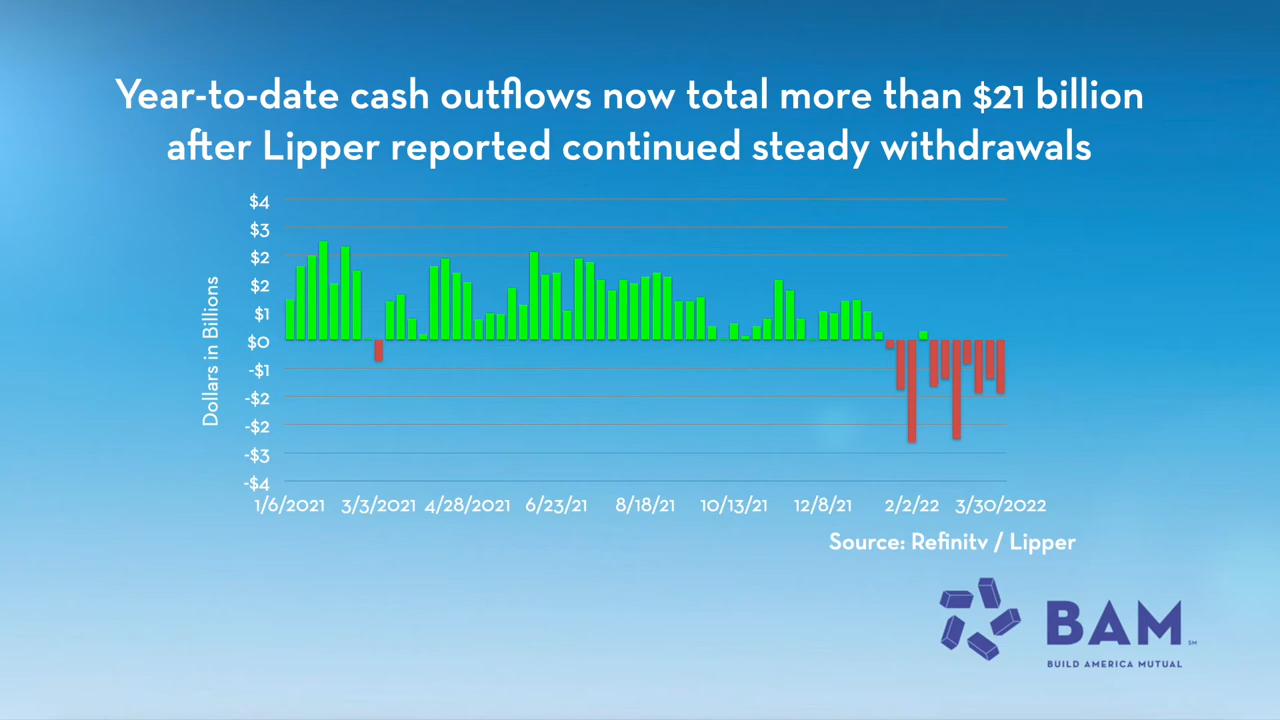 Year-to-date cash outflows now total more than $21 billion
after Lipper reported continued steady withdrawals
Dollars in Billions
$4
$3
$2
$2
$1
$0
-$1
-$2
-$2
-$3
-$4
1/6/2021 3/3/2021 4/28/2021 6/23/21 8/18/21 10/13/21 12/8/21 2/2/22 3/30/2022
Source: Refinitv / Lipper
BAM SM
BUILD AMERICA MUTUAL